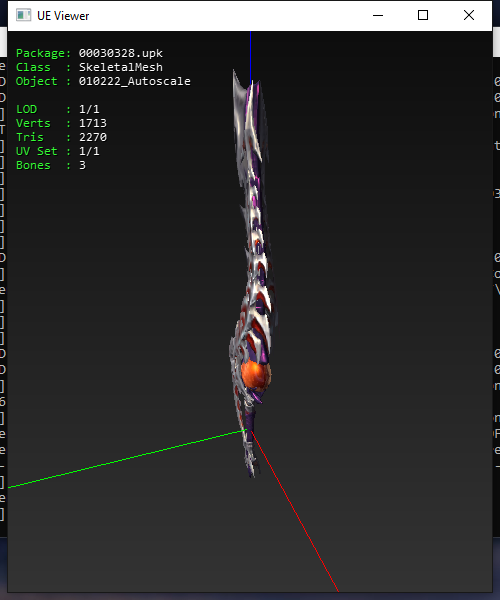 UE Viewer
Package: 00030328.upk
Class : SkeletalMesh
Object : 010222_Autoscale
LOD : 1/1
Verts : 1713
Tris : 2270
UV Set : 1/1
Bones : 3